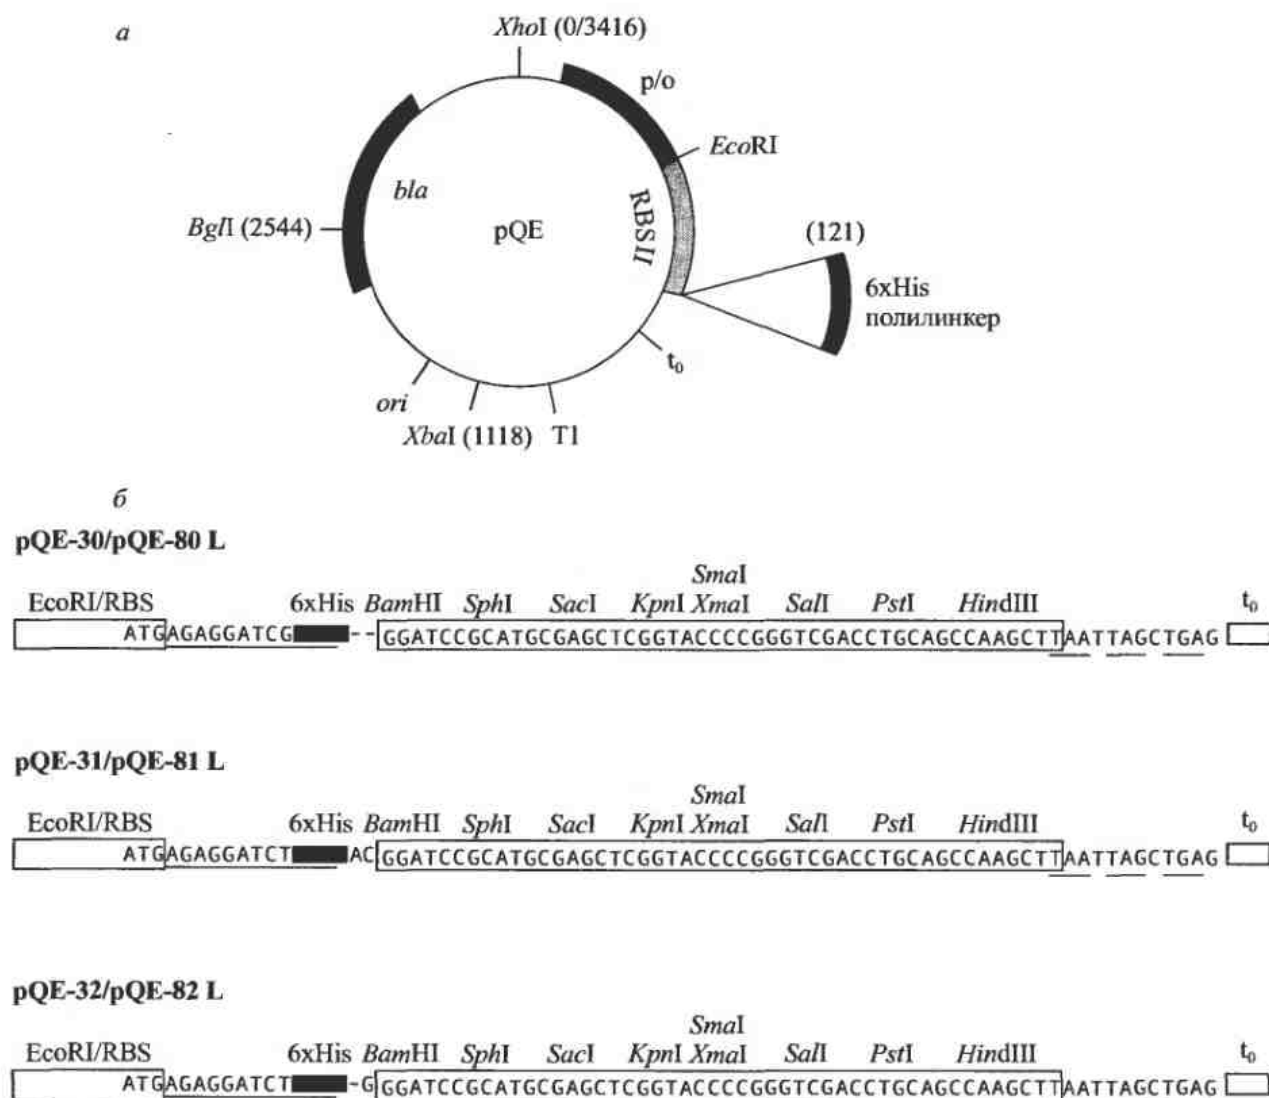 а
XhoI (0/3416)
p/o
EcoRI
bla
BglI (2544)
pQE
RBSII
(121)
6xHis
полилинкер
t₀
ori
XbaI (1118)
T1
б
pQE-30/pQE-80 L
SmaI
EcoRI/RBS 6xHis BamHI SphI SacI KpnI XmaI SalI PstI HindIII t₀
ATGAGAGGATCG -- GGATCCGCATGCGAGCTCGGTACCCCGGGTCGACCTGCAGCCAAGCTTAATTAGCTGAG
pQE-31/pQE-81 L
SmaI
EcoRI/RBS 6xHis BamHI SphI SacI KpnI XmaI SalI PstI HindIII t₀
ATGAGAGGATCT AC GGATCCGCATGCGAGCTCGGTACCCCGGGTCGACCTGCAGCCAAGCTTAATTAGCTGAG
pQE-32/pQE-82 L
SmaI
EcoRI/RBS 6xHis BamHI SphI SacI KpnI XmaI SalI PstI HindIII t₀
ATGAGAGGATCT -G GGATCCGCATGCGAGCTCGGTACCCCGGGTCGACCTGCAGCCAAGCTTAATTAGCTGAG